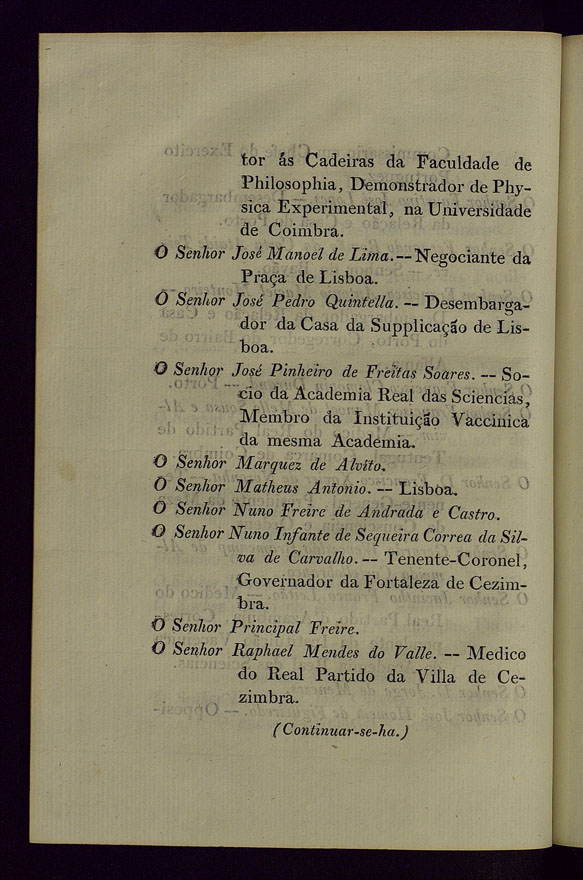 tor ás Cadeiras da Faculdade de
Philosophia, Demonstrador de Phy-
sica Experimental, na Universidade
de Coimbra.
O Senhor José Manoel de Lima. -- Negociante da
Praça de Lisboa.
O Senhor José Pedro Quintella. -- Desembarga-
dor da Casa da Supplicação de Lis-
boa.
O Senhor José Pinheiro de Freitas Soares. -- So-
cio da Academia Real das Sciencias,
Membro da Instituição Vaccinica
da mesma Academia.
O Senhor Marquez de Alvito.
O Senhor Matheus Antonio. -- Lisboa.
O Senhor Nuno Freire de Andrada e Castro.
O Senhor Nuno Infante de Sequeira Correa da Sil-
va de Carvalho. -- Tenente-Coronel,
Governador da Fortaleza de Cezim-
bra.
O Senhor Principal Freire.
O Senhor Raphael Mendes do Valle. -- Medico
do Real Partido da Villa de Ce-
zimbra.
(Continuar-se-ha.)